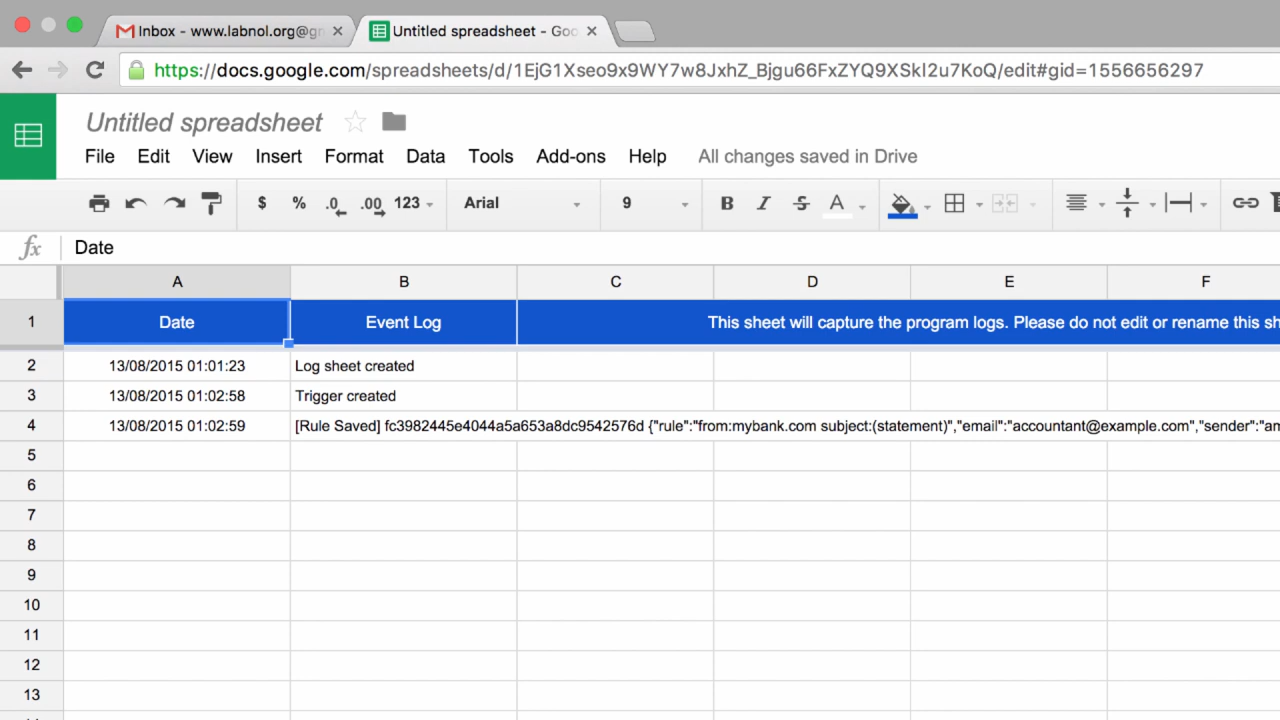 Inbox - www.labnol.org@gm
Untitled spreadsheet - Goo
https://docs.google.com/spreadsheets/d/1EjG1Xseo9x9WY7w8JxhZ_Bjgu66FxZYQ9XSkl2u7KoQ/edit#gid=1556656297
Untitled spreadsheet
File Edit View Insert Format Data Tools Add-ons Help All changes saved in Drive
$ % .0 .00 123 Arial 9 B I S A
fx Date
A B C D E F
1 Date Event Log This sheet will capture the program logs. Please do not edit or rename this sh
2 13/08/2015 01:01:23 Log sheet created
3 13/08/2015 01:02:58 Trigger created
4 13/08/2015 01:02:59 [Rule Saved] fc3982445e4044a5a653a8dc9542576d {"rule":"from:mybank.com subject:(statement)","email":"accountant@example.com","sender":"am
5
6
7
8
9
10
11
12
13